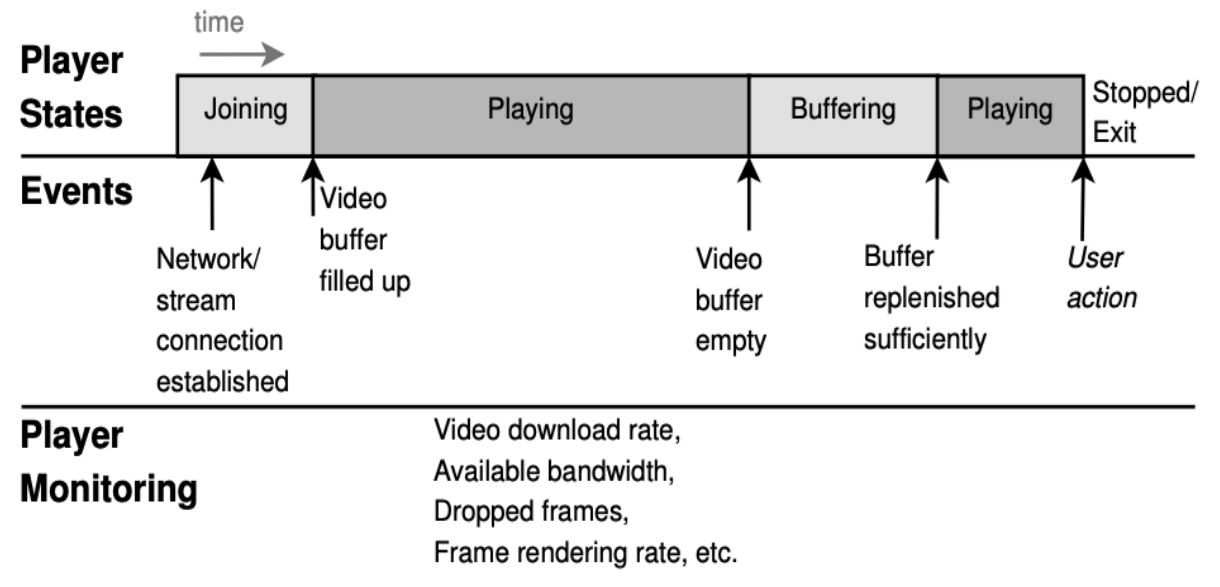 time
Player
States
Joining
Playing
Buffering
Playing
Stopped/
Exit
Events
Network/
stream
connection
established
Video
buffer
filled up
Video
buffer
empty
Buffer
replenished
sufficiently
User
action
Player
Monitoring
Video download rate,
Available bandwidth,
Dropped frames,
Frame rendering rate, etc.